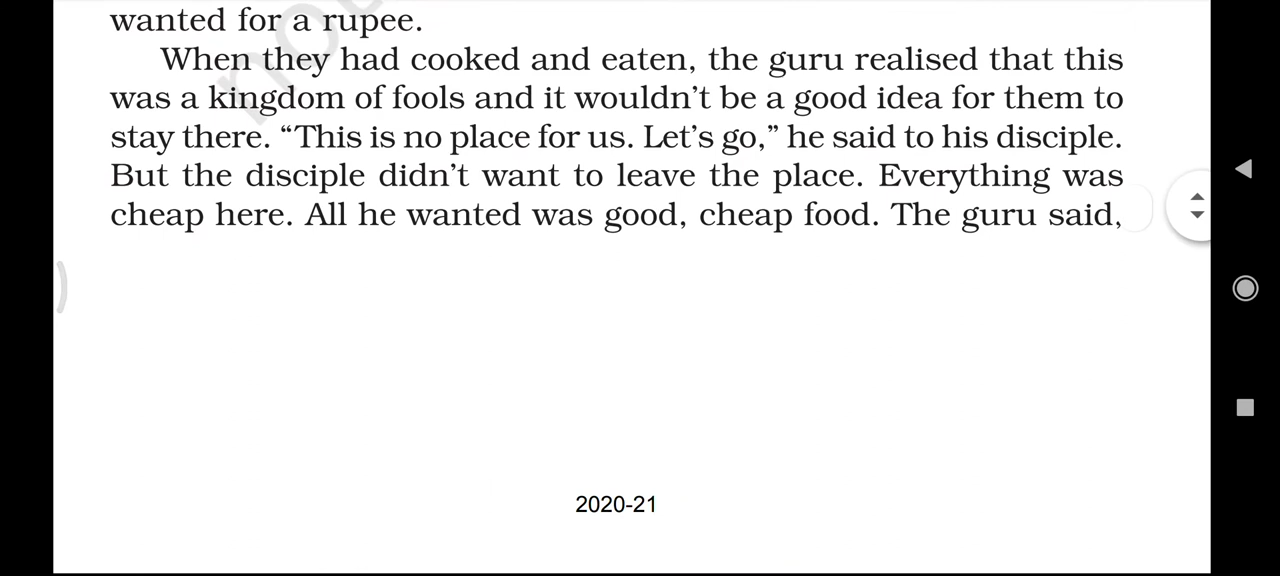 wanted for a rupee.
When they had cooked and eaten, the guru realised that this
was a kingdom of fools and it wouldn't be a good idea for them to
stay there. “This is no place for us. Let's go,” he said to his disciple.
But the disciple didn't want to leave the place. Everything was
cheap here. All he wanted was good, cheap food. The guru said,
2020-21